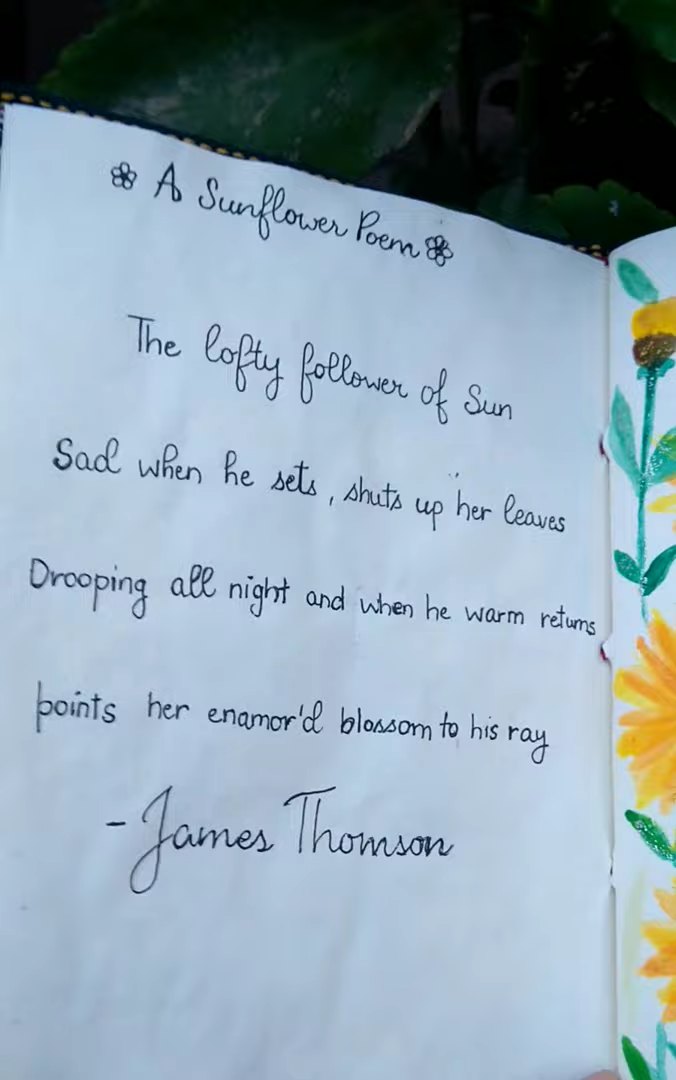 A Sunflower Poem
The lofty follower of Sun
Sad when he sets, shuts up her leaves
Drooping all night and when he warm returns
points her enamor'd blossom to his ray
- James Thomson